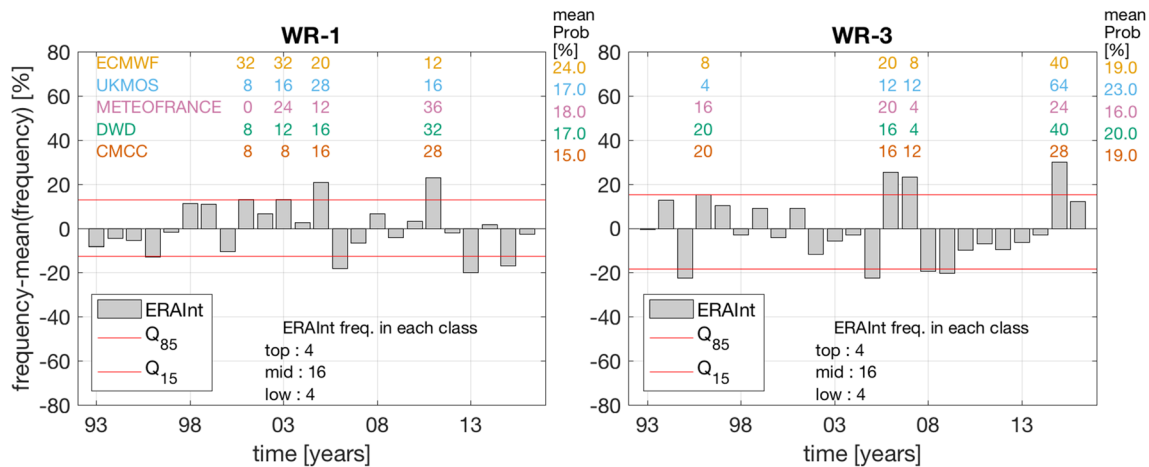 WR-1
mean
Prob
[%]
80
60
40
20
0
-20
-40
-60
-80
frequency-mean(frequency) [%]
ECMWF 32 32 20 12 24.0
UKMOS 8 16 28 16 17.0
METEOFRANCE 0 24 12 36 18.0
DWD 8 12 16 32 17.0
CMCC 8 8 16 28 15.0
ERAInt
Q85
Q15
ERAInt freq. in each class
top : 4
mid : 16
low : 4
93 98 03 08 13
time [years]
WR-3
mean
Prob
[%]
80
60
40
20
0
-20
-40
-60
-80
8 20 8 40 19.0
4 12 12 64 23.0
16 20 4 24 16.0
20 16 4 40 20.0
20 16 12 28 19.0
ERAInt
Q85
Q15
ERAInt freq. in each class
top : 4
mid : 16
low : 4
93 98 03 08 13
time [years]